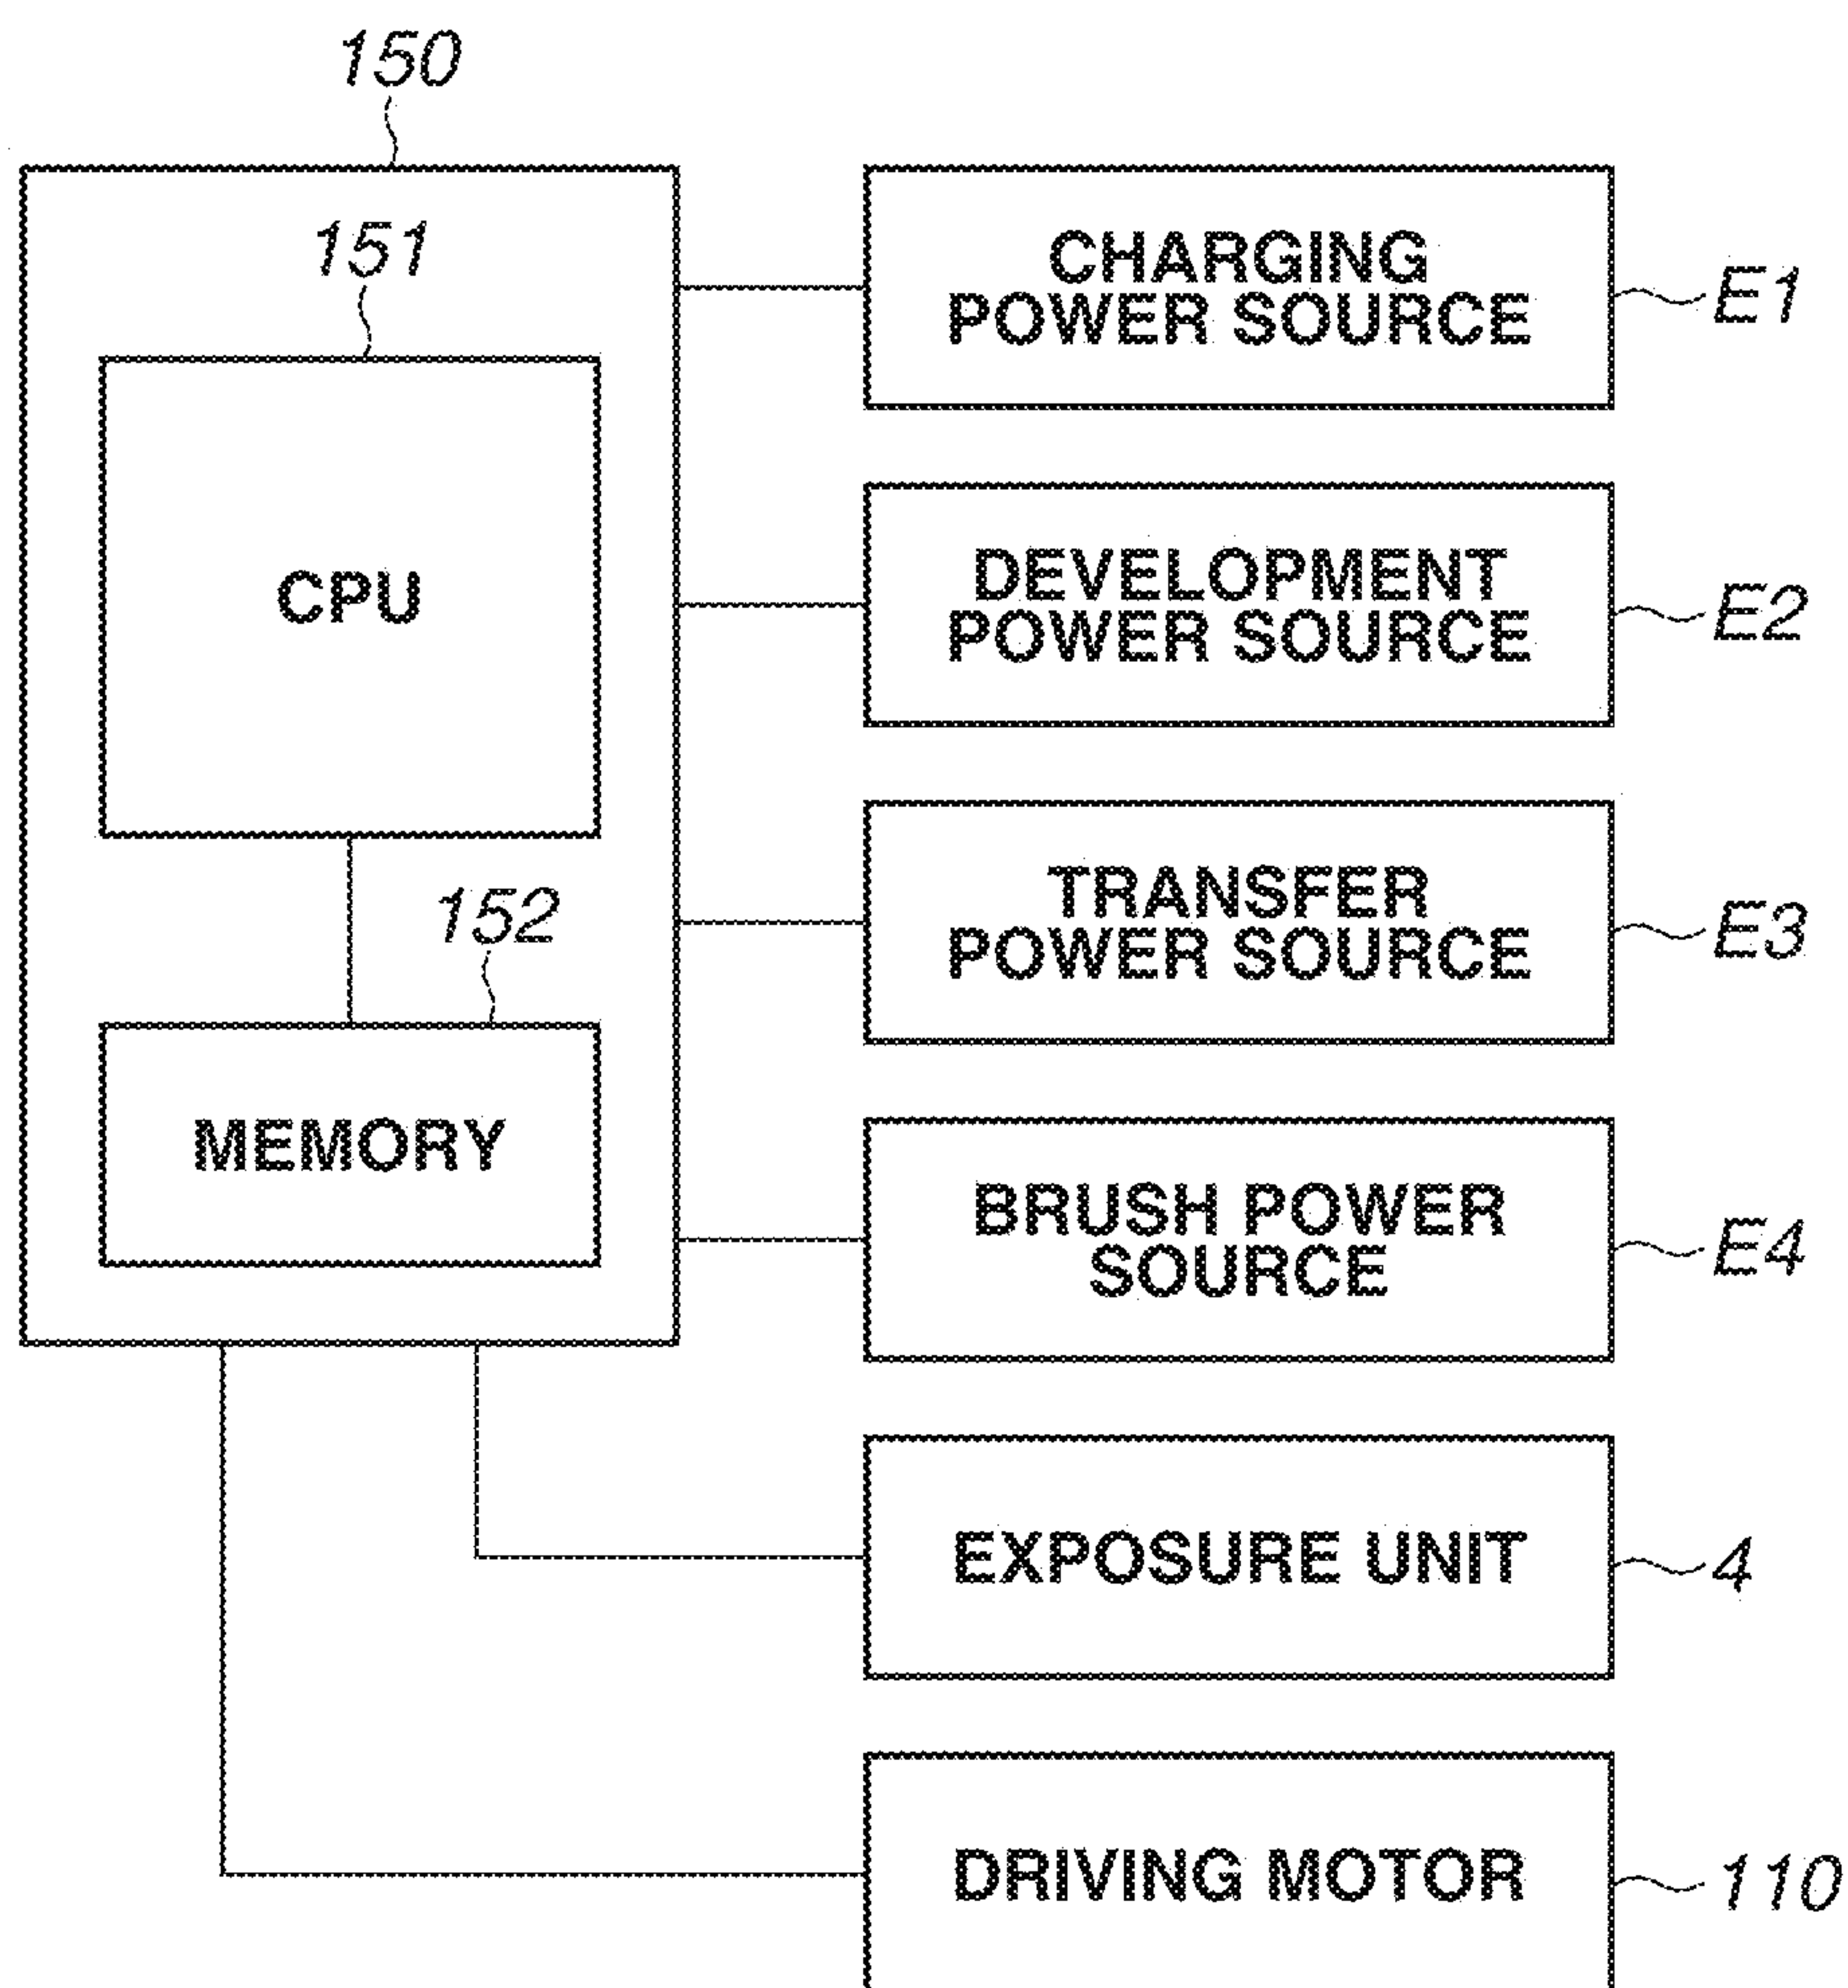 150
151
CPU
152
MEMORY
CHARGING
POWER SOURCE
E1
DEVELOPMENT
POWER SOURCE
E2
TRANSFER
POWER SOURCE
E3
BRUSH POWER
SOURCE
E4
EXPOSURE UNIT
4
DRIVING MOTOR
110